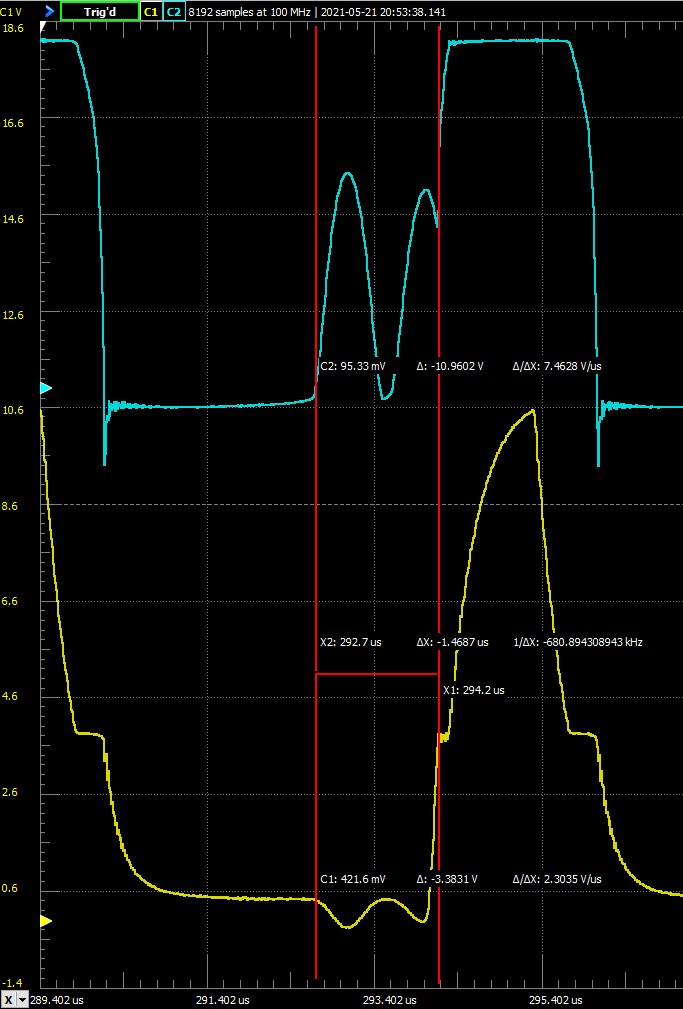 C1 V Trig'd C1 C2 8192 samples at 100 MHz | 2021-05-21 20:53:38.141
18.6
16.6
14.6
12.6
C2: 95.33 mV Δ: -10.9602 V Δ/ΔX: 7.4628 V/us
10.6
8.6
6.6
X2: 292.7 us ΔX: -1.4687 us 1/ΔX: -680.894308943 kHz
4.6
X1: 294.2 us
2.6
C1: 421.6 mV Δ: -3.3831 V Δ/ΔX: 2.3035 V/us
0.6
-1.4
X 289.402 us 291.402 us 293.402 us 295.402 us